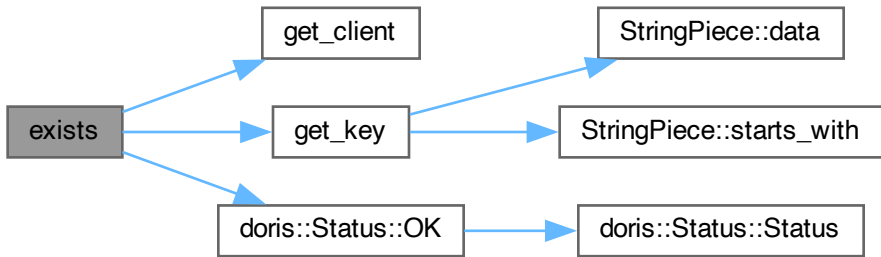 get_client
StringPiece::data
exists
get_key
StringPiece::starts_with
doris::Status::OK
doris::Status::Status